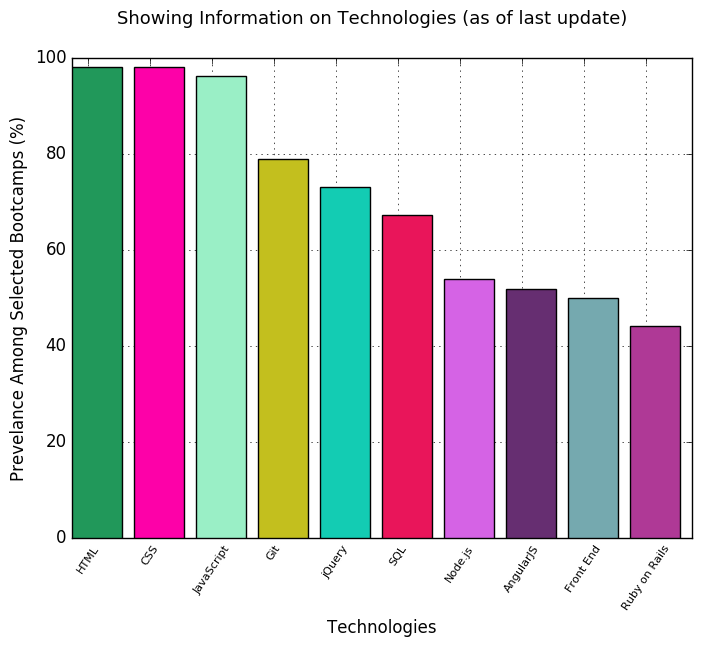 Showing Information on Technologies (as of last update)
Prevelance Among Selected Bootcamps (%)
100
80
60
40
20
0
HTML
CSS
JavaScript
Git
jQuery
SQL
Node.js
AngularJS
Front End
Ruby on Rails
Technologies